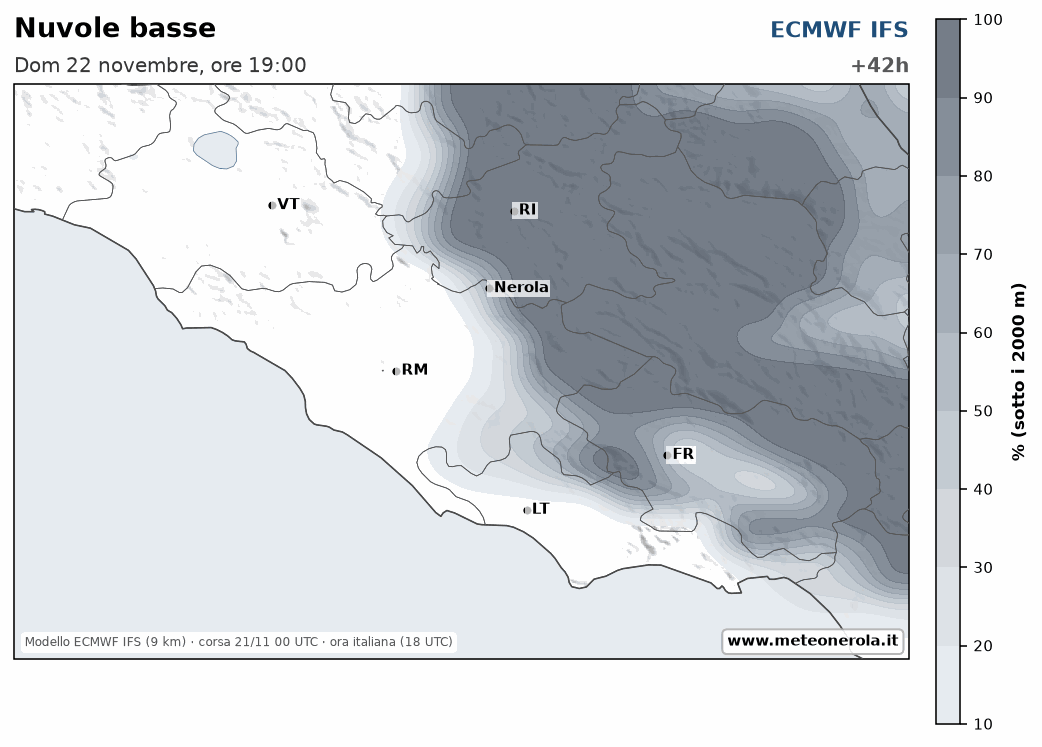 Nuvole basse
ECMWF IFS
Dom 22 novembre, ore 19:00
+42h
100
90
80
70
60
50
40
30
20
10
% (sotto i 2000 m)
VT
RI
Nerola
RM
FR
LT
Modello ECMWF IFS (9 km) · corsa 21/11 00 UTC · ora italiana (18 UTC)
www.meteonerola.it